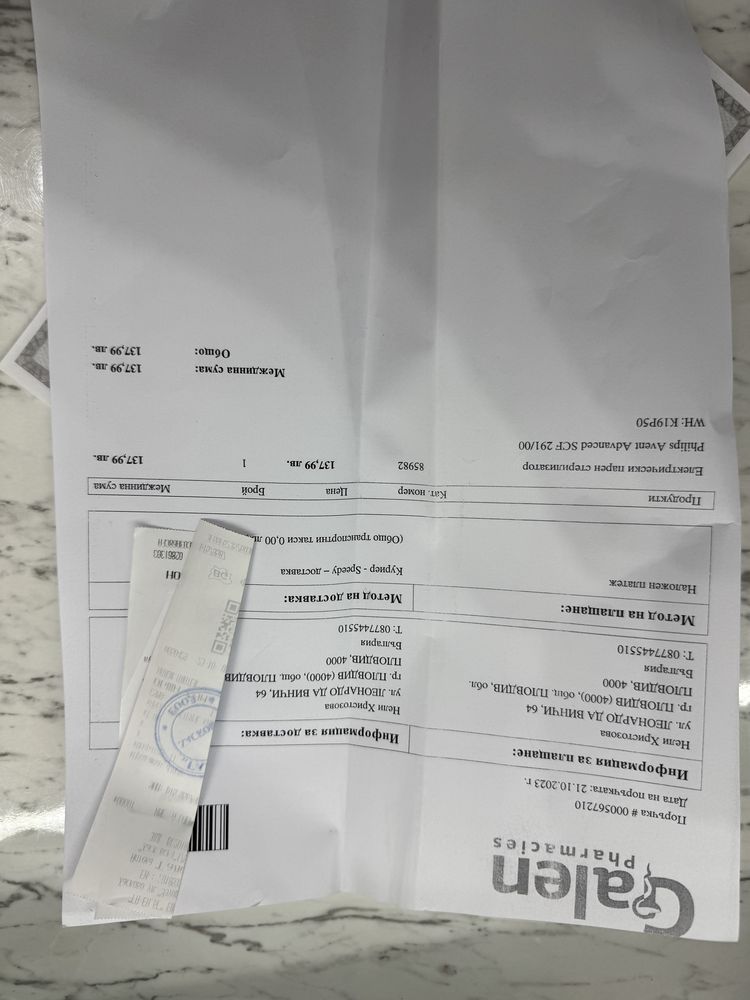 Galen
Pharmacies
Поръчка # 000567210
Дата на поръчката: 21.10.2023 г.
Информация за плащане:
Информация за доставка:
Нели Христозова
ул. ЛЕОНАРДО ДА ВИНЧИ, 64
гр. ПЛОВДИВ (4000), общ. ПЛОВДИВ, обл.
ПЛОВДИВ, 4000
България
T: 0877445510
Нели Христозова
ул. ЛЕОНАРДО ДА ВИНЧИ, 64
гр. ПЛОВДИВ (4000), общ. ПЛОВДИВ
ПЛОВДИВ, 4000
България
T: 0877445510
Метод на плащане:
Метод на доставка:
Наложен платеж
Куриер - Speedy – доставка
(Общо транспортни такси 0,00
Продукти Кат. номер Цена Брой Междинна сума
Електрически парен стерилизатор 85982 137,99 лв. 1 137,99 лв.
Philips Avent Advanced SCF 291/00
WH: K19P50
Междинна сума: 137,99 лв.
Общо: 137,99 лв.